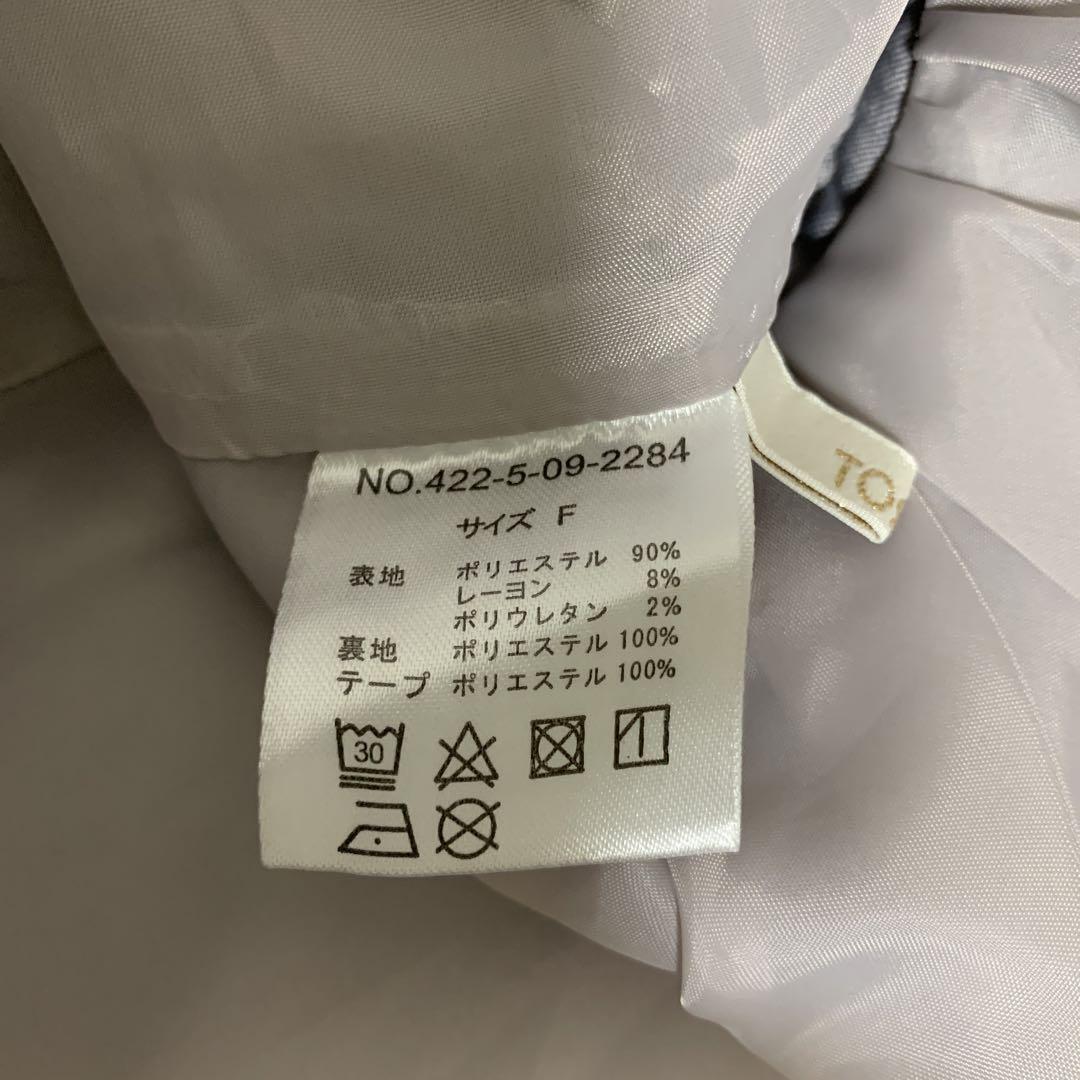 NO.422-5-09-2284
サイズ F
表地 ポリエステル 90%
レーヨン 8%
ポリウレタン 2%
裏地 ポリエステル 100%
テープ ポリエステル 100%
30
TO